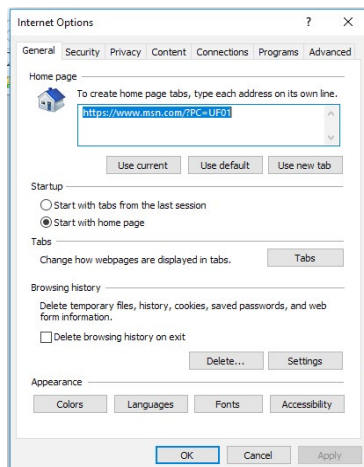 Internet Options ? X
General Security Privacy Content Connections Programs Advanced
Home page
To create home page tabs, type each address on its own line.
https://www.msn.com/?PC=UF01
Use current Use default Use new tab
Startup
Start with tabs from the last session
Start with home page
Tabs
Change how webpages are displayed in tabs. Tabs
Browsing history
Delete temporary files, history, cookies, saved passwords, and web
form information.
Delete browsing history on exit
Delete... Settings
Appearance
Colors Languages Fonts Accessibility
OK Cancel Apply